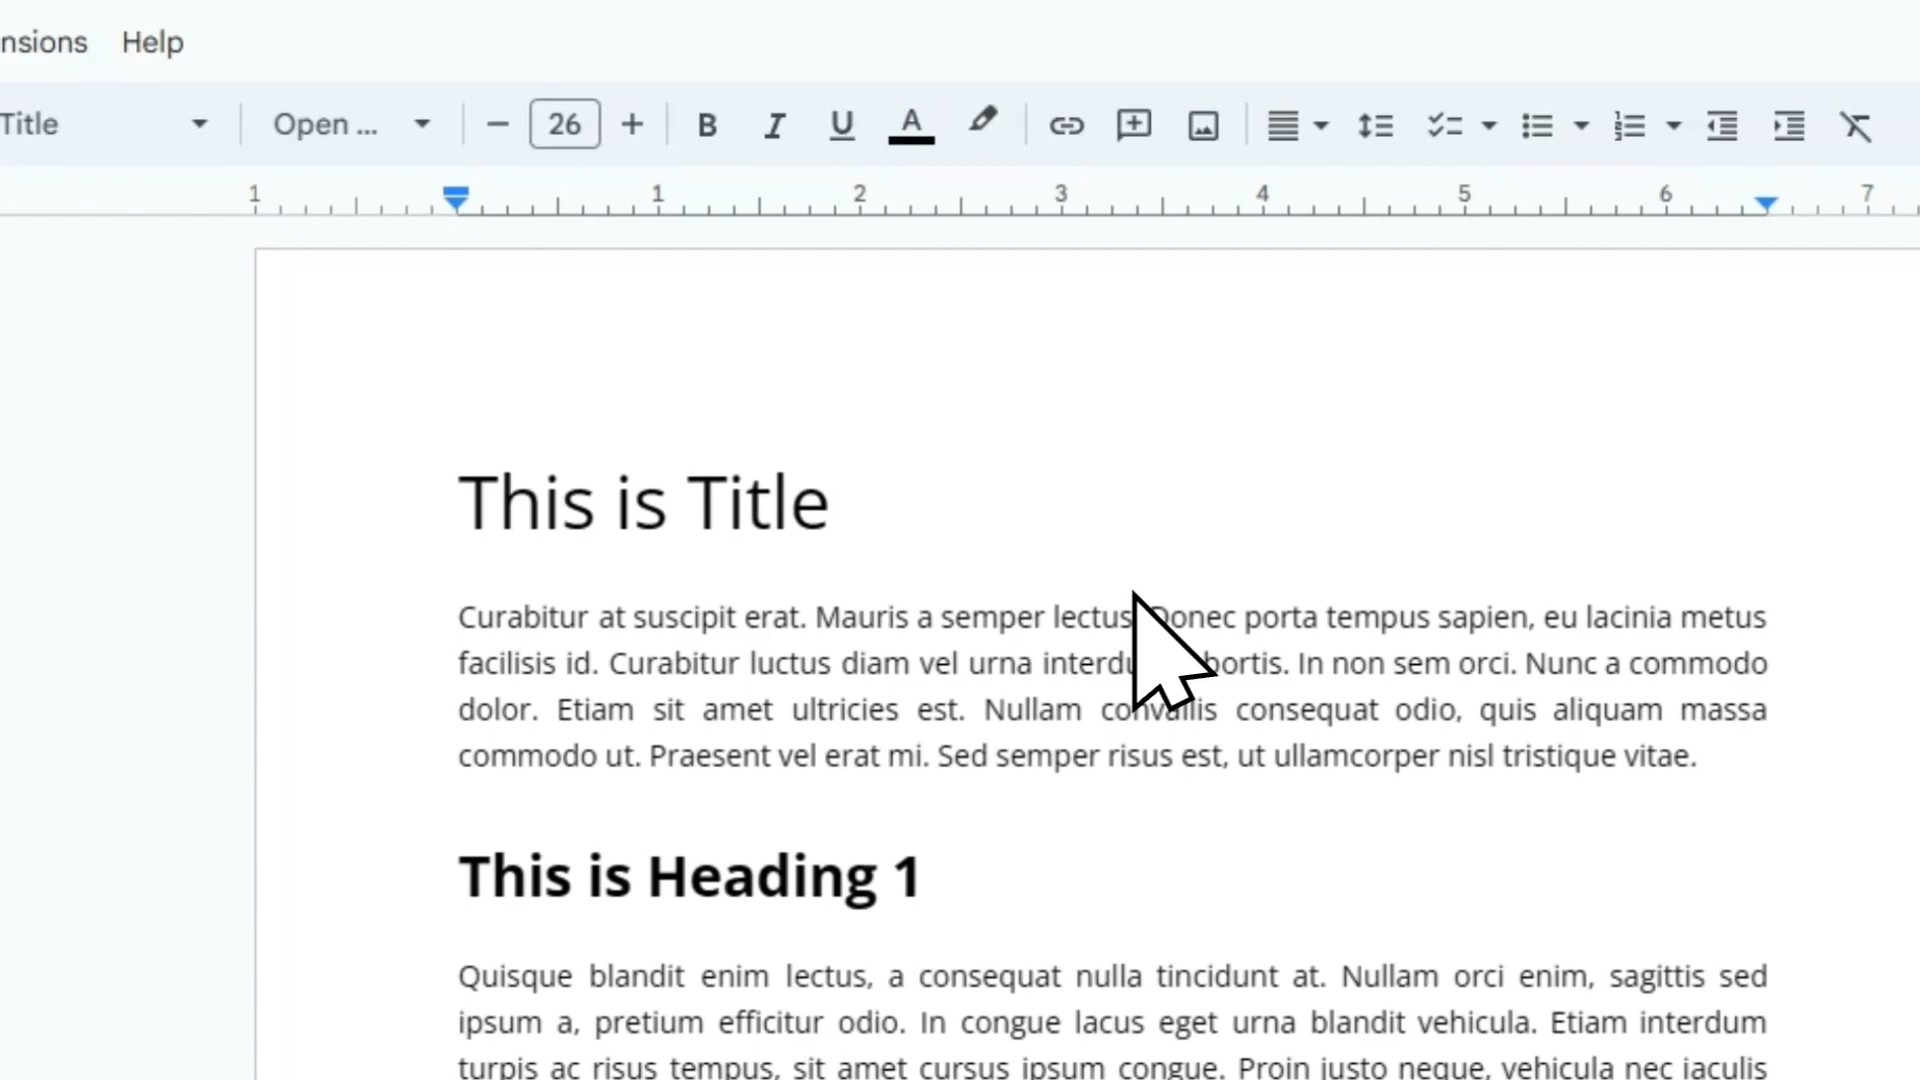 nsions Help
Title Open ... 26 B I U A
1 1 2 3 4 5 6 7
This is Title
Curabitur at suscipit erat. Mauris a semper lectus Donec porta tempus sapien, eu lacinia metus
facilisis id. Curabitur luctus diam vel urna bortis. In non sem orci. Nunc a commodo
dolor. Etiam sit amet ultricies est. Nullam convallis consequat odio, quis aliquam massa
commodo ut. Praesent vel erat mi. Sed semper risus est, ut ullamcorper nisl tristique vitae.
This is Heading 1
Quisque blandit enim lectus, a consequat nulla tincidunt at. Nullam orci enim, sagittis sed
ipsum a, pretium efficitur odio. In congue lacus eget urna blandit vehicula. Etiam interdum
turpis ac risus tempus, sit amet cursus ipsum congue. Proin justo neque, vehicula nec iaculis